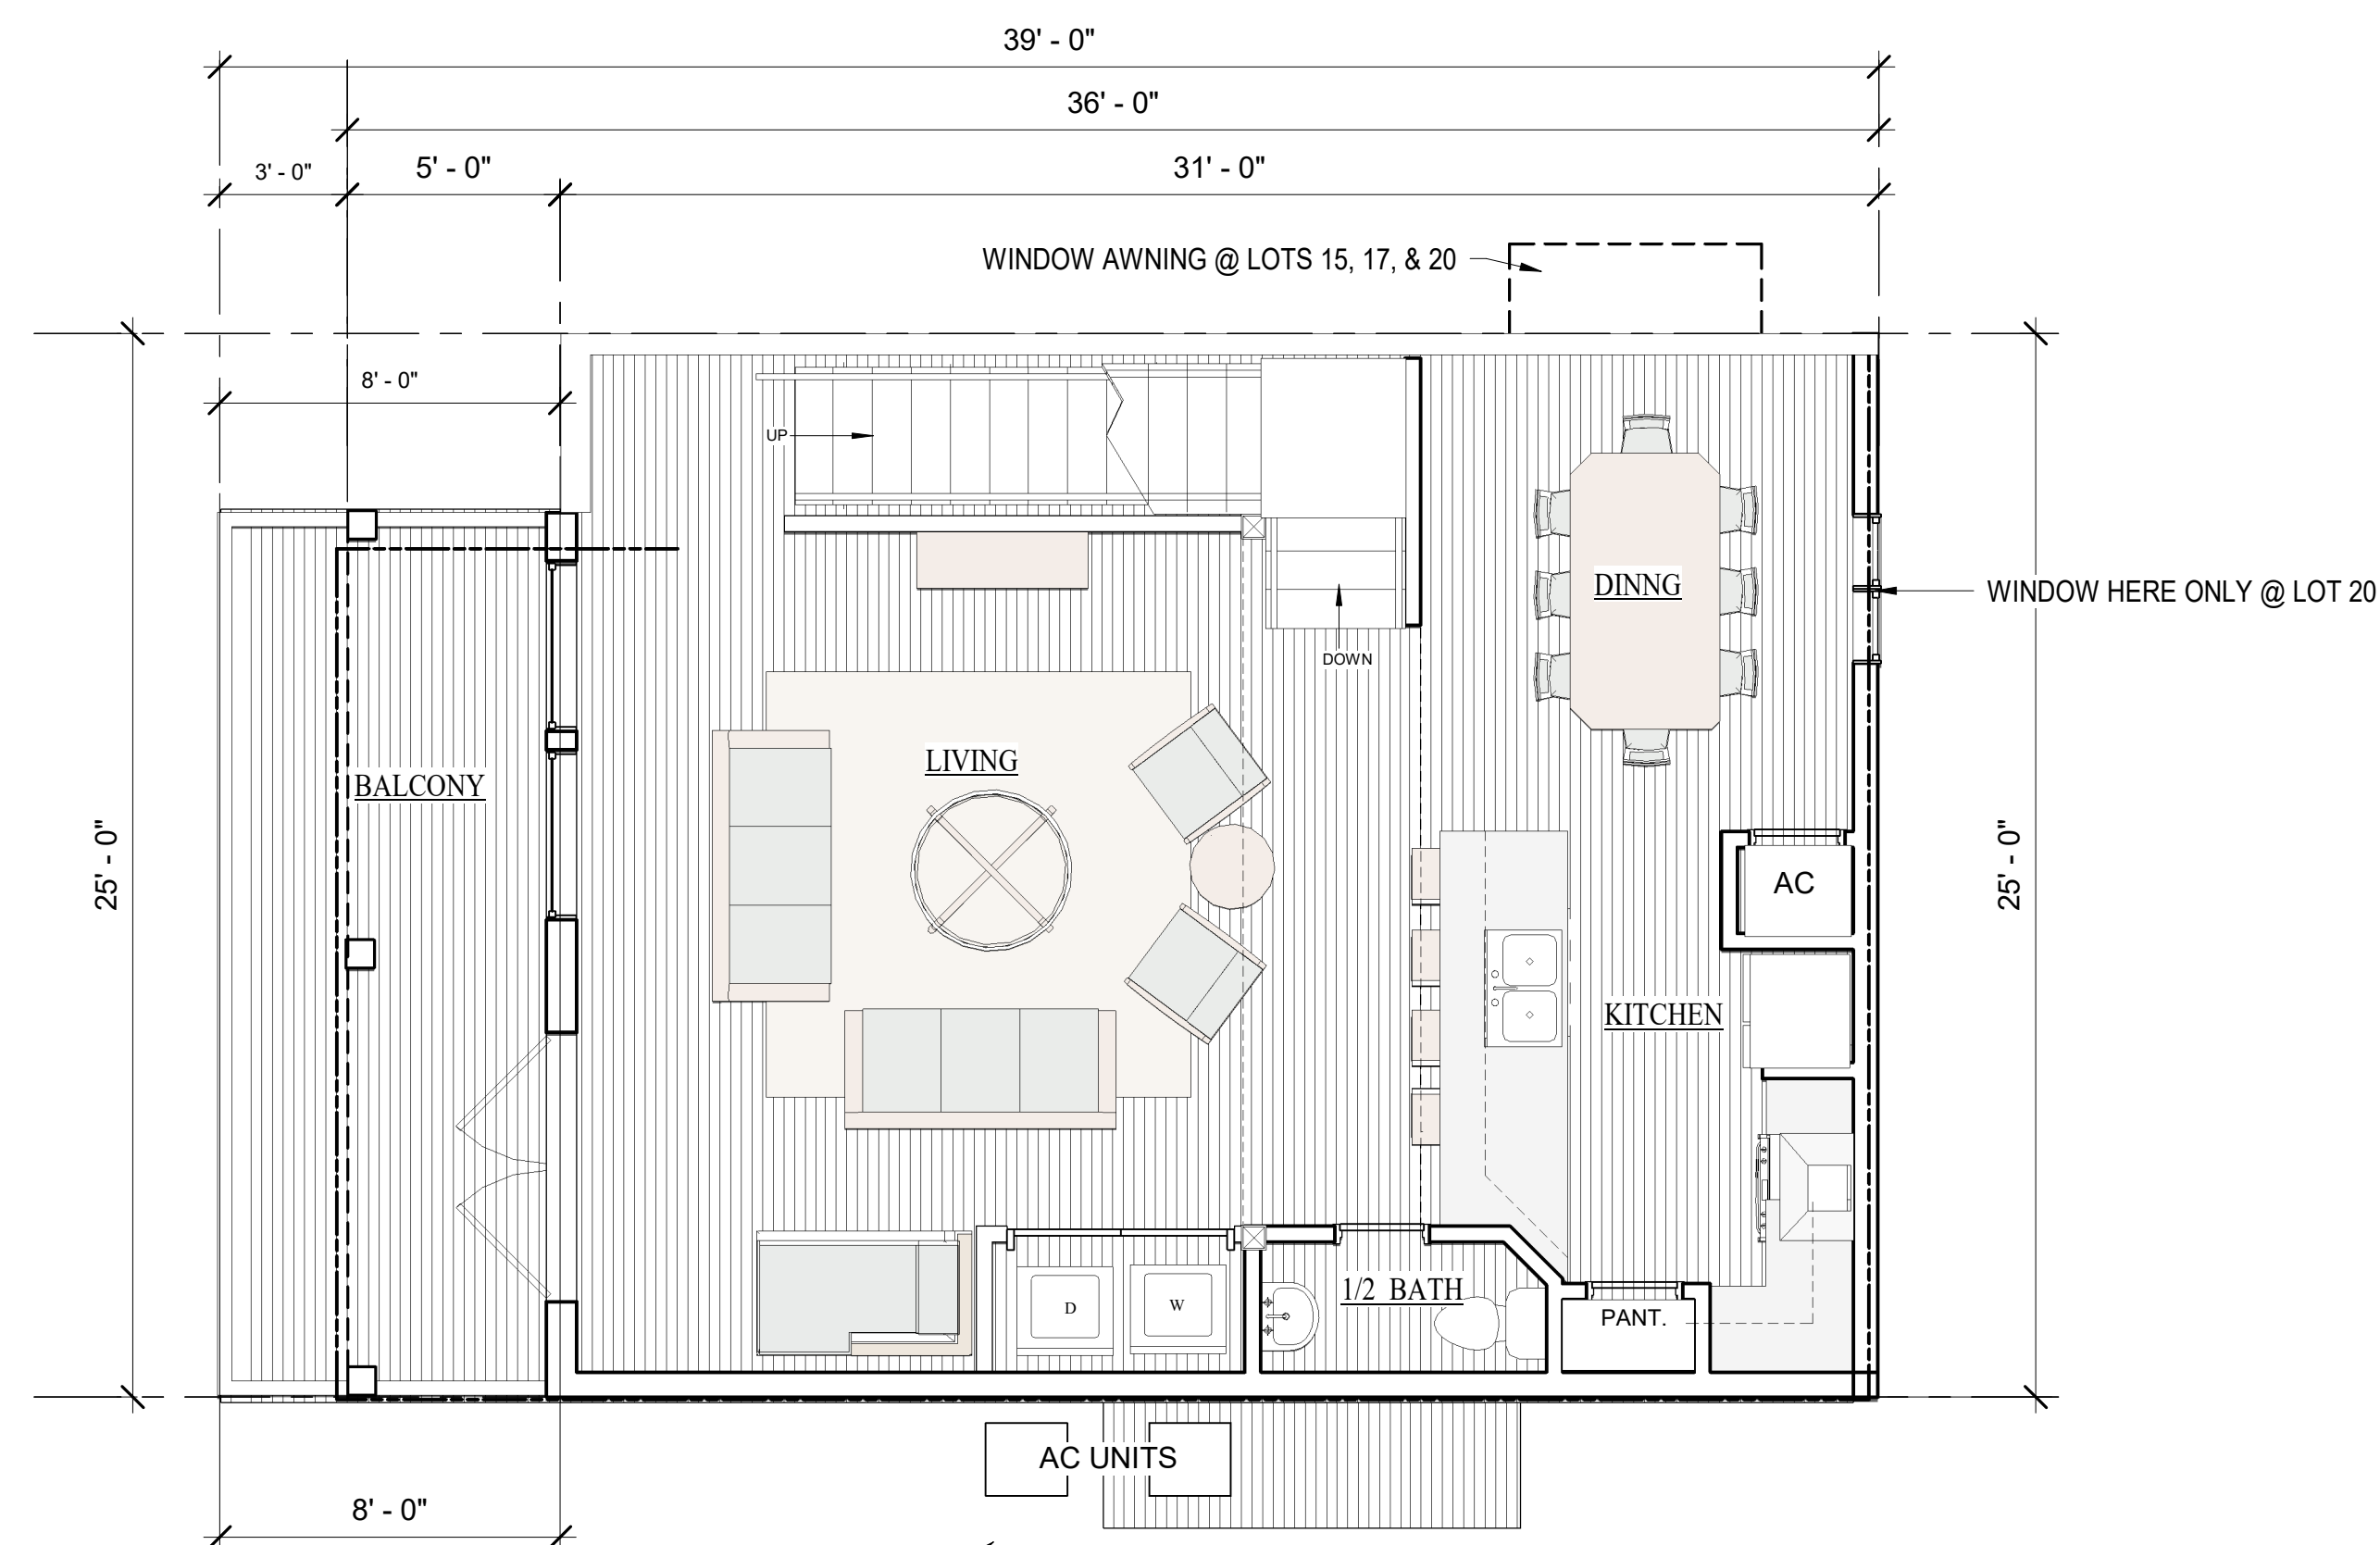 39' - 0"
36' - 0"
3' - 0"
5' - 0"
31' - 0"
WINDOW AWNING @ LOTS 15, 17, & 20
8' - 0"
UP
DINNG
WINDOW HERE ONLY @ LOT 20
DOWN
LIVING
BALCONY
25' - 0"
25' - 0"
AC
KITCHEN
1/2 BATH
D
W
PANT.
AC UNITS
8' - 0"